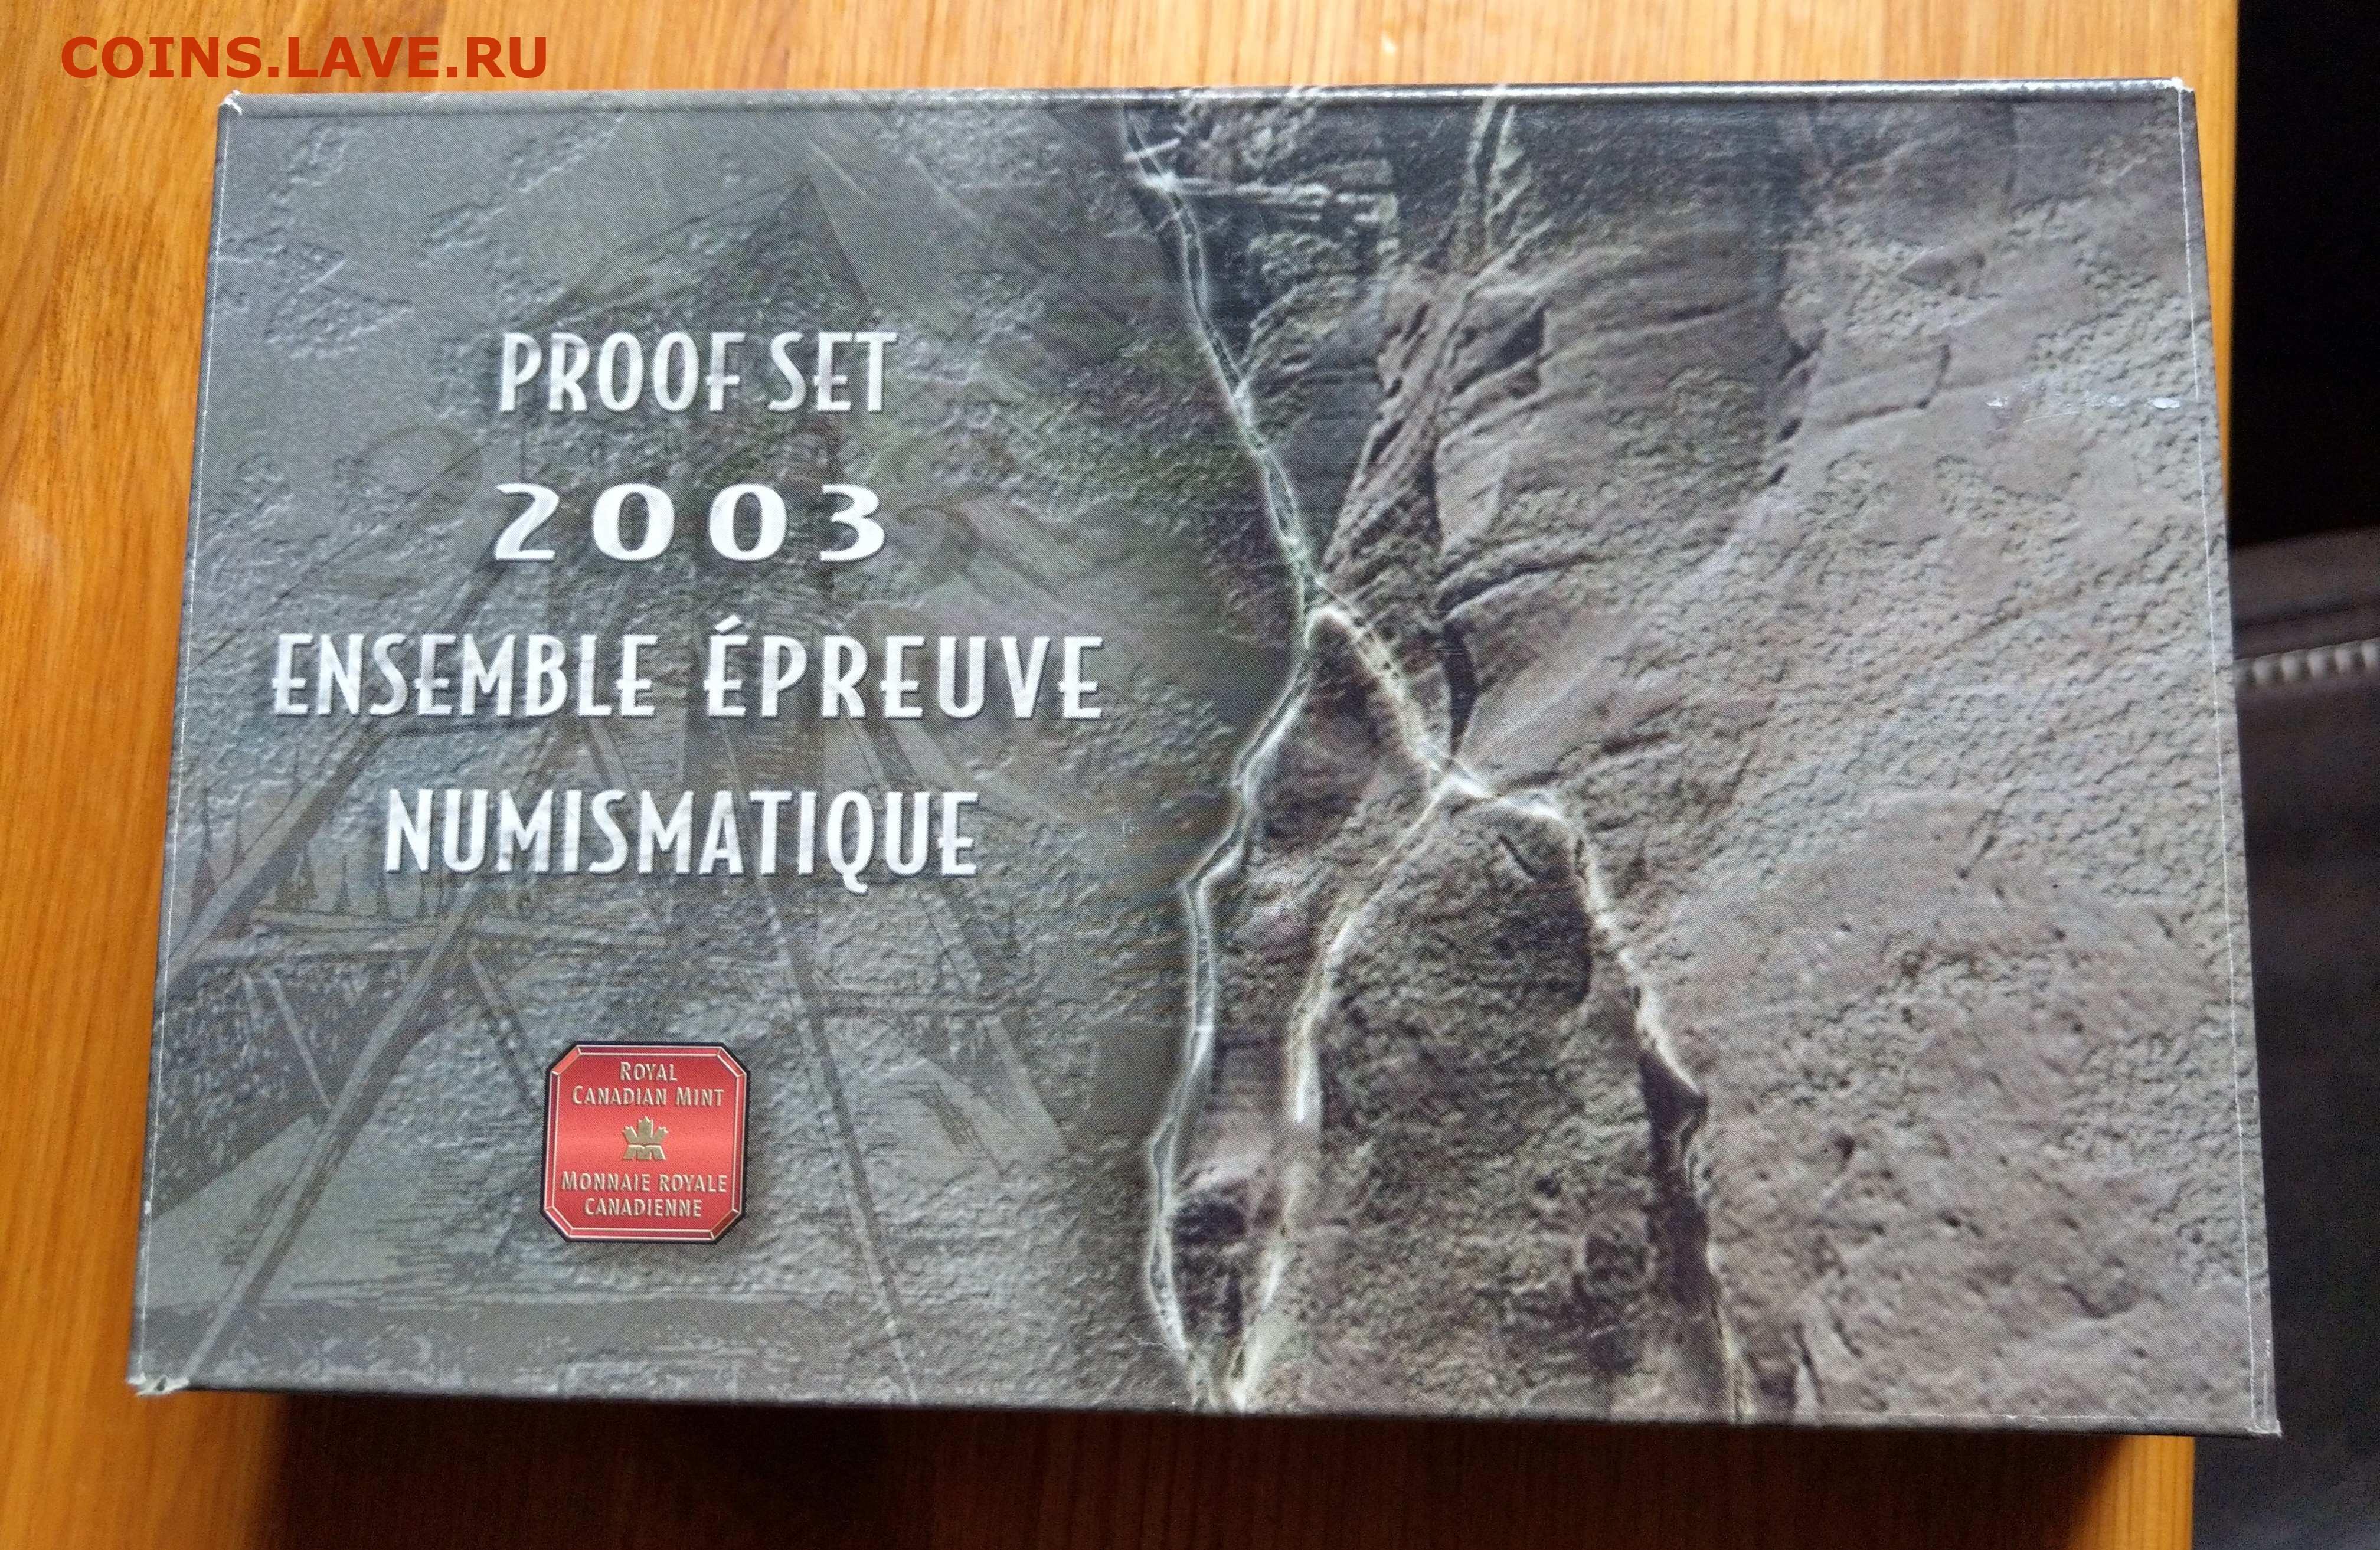 COINS.LAVE.RU
PROOF SET
2003
ENSEMBLE ÉPREUVE
NUMISMATIQUE
ROYAL
CANADIAN MINT
MONNAIE ROYALE
CANADIENNE